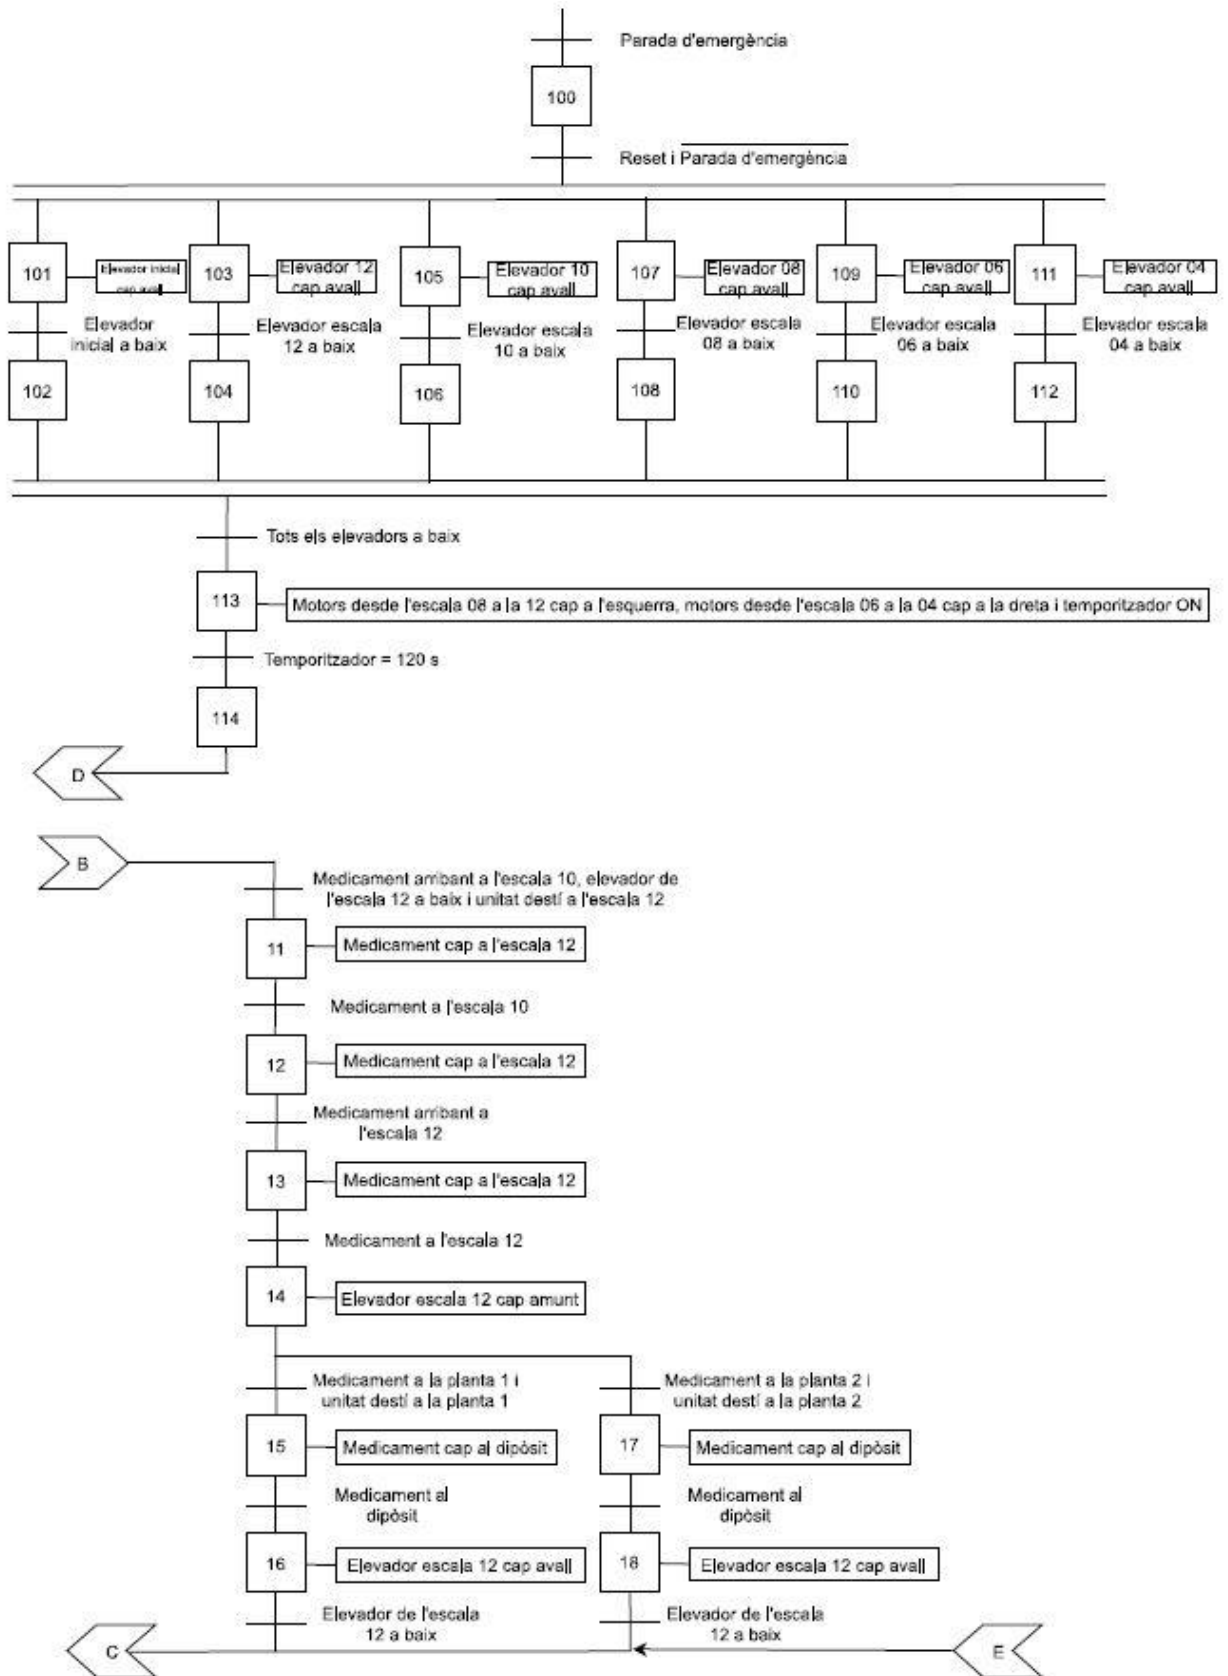 Parada d'emergència
100
Reset i Parada d'emergència
101
Elevador inicial
cap avall
103
Elevador 12
cap avall
105
Elevador 10
cap avall
107
Elevador 08
cap avall
109
Elevador 06
cap avall
111
Elevador 04
cap avall
Elevador
inicial a baix
Elevador escala
12 a baix
Elevador escala
10 a baix
Elevador escala
08 a baix
Elevador escala
06 a baix
Elevador escala
04 a baix
102
104
106
108
110
112
Tots els elevadors a baix
113
Motors desde l'escala 08 a la 12 cap a l'esquerra, motors desde l'escala 06 a la 04 cap a la dreta i temporitzador ON
Temporitzador = 120 s
114
D
B
Medicament arribant a l'escala 10, elevador de
l'escala 12 a baix i unitat destí a l'escala 12
11
Medicament cap a l'escala 12
Medicament a l'escala 10
12
Medicament cap a l'escala 12
Medicament arribant a
l'escala 12
13
Medicament cap a l'escala 12
Medicament a l'escala 12
14
Elevador escala 12 cap amunt
Medicament a la planta 1 i
unitat destí a la planta 1
Medicament a la planta 2 i
unitat destí a la planta 2
15
Medicament cap al dipòsit
17
Medicament cap al dipòsit
Medicament al
dipòsit
Medicament al
dipòsit
16
Elevador escala 12 cap avall
18
Elevador escala 12 cap avall
Elevador de l'escala
12 a baix
Elevador de l'escala
12 a baix
C
E